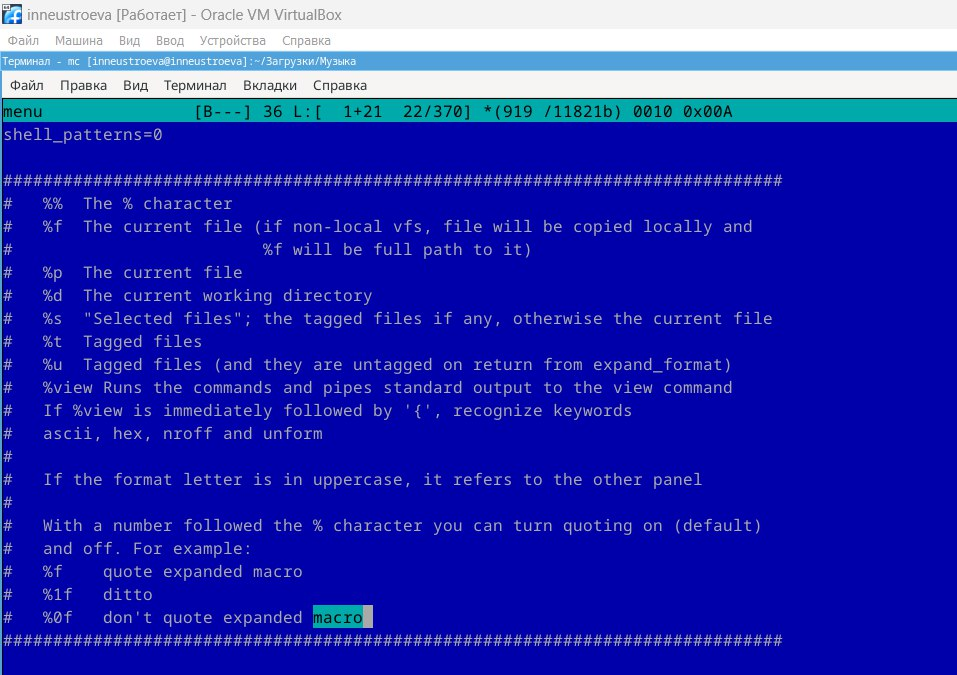 inneustroeva [Работает] - Oracle VM VirtualBox
Файл Машина Вид Ввод Устройства Справка
Терминал - mc [inneustroeva@inneustroeva]:~/Загрузки/Музыка
Файл Правка Вид Терминал Вкладки Справка
menu [B---] 36 L:[ 1+21 22/370] *(919 /11821b) 0010 0x00A
shell_patterns=0
##############################################################################
# %% The % character
# %f The current file (if non-local vfs, file will be copied locally and
# %f will be full path to it)
# %p The current file
# %d The current working directory
# %s "Selected files"; the tagged files if any, otherwise the current file
# %t Tagged files
# %u Tagged files (and they are untagged on return from expand_format)
# %view Runs the commands and pipes standard output to the view command
# If %view is immediately followed by '{', recognize keywords
# ascii, hex, nroff and unform
#
# If the format letter is in uppercase, it refers to the other panel
#
# With a number followed the % character you can turn quoting on (default)
# and off. For example:
# %f quote expanded macro
# %1f ditto
# %0f don't quote expanded macro
##############################################################################